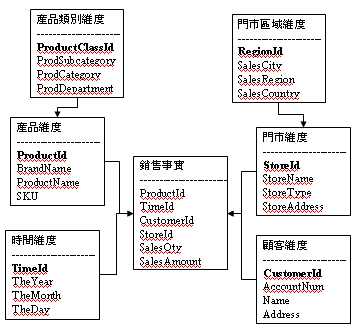 產品類別維度
ProductClassId
ProdSubcategory
ProdCategory
ProdDepartment
門市區域維度
RegionId
SalesCity
SalesRegion
SalesCountry
產品維度
ProductId
BrandName
ProductName
SKU
銷售事實
ProductId
TimeId
CustomerId
StoreId
SalesQty
SalesAmount
門市維度
StoreId
StoreName
StoreType
StoreAddress
時間維度
TimeId
TheYear
TheMonth
TheDay
顧客維度
CustomerId
AccountNum
Name
Address